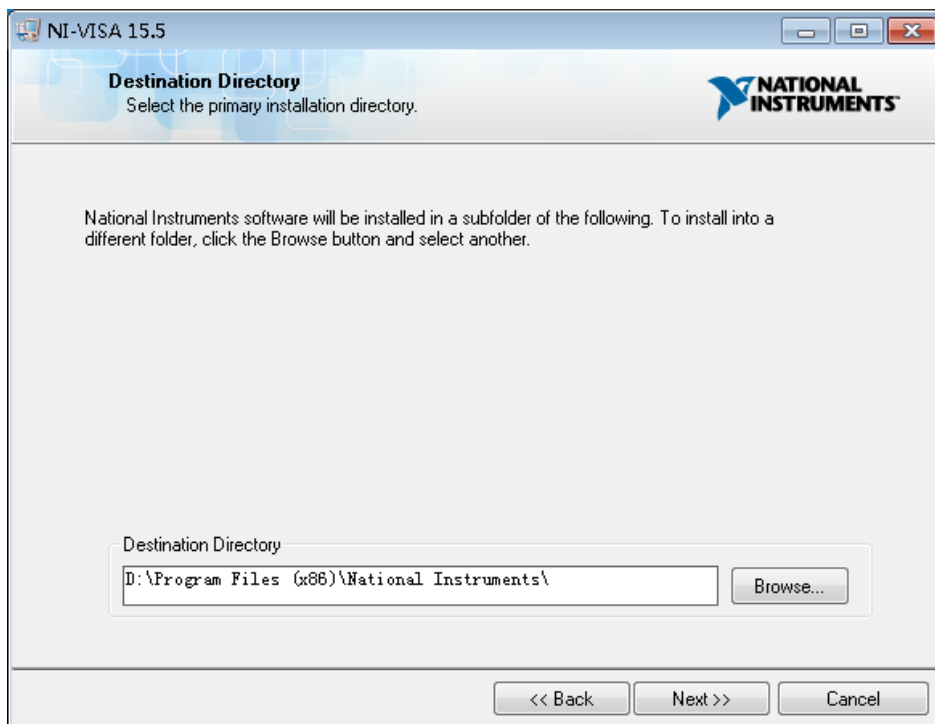 NI-VISA 15.5
Destination Directory
Select the primary installation directory.
NATIONAL
INSTRUMENTS™
National Instruments software will be installed in a subfolder of the following. To install into a
different folder, click the Browse button and select another.
Destination Directory
D:\Program Files (x86)\National Instruments\
Browse...
<< Back
Next >>
Cancel